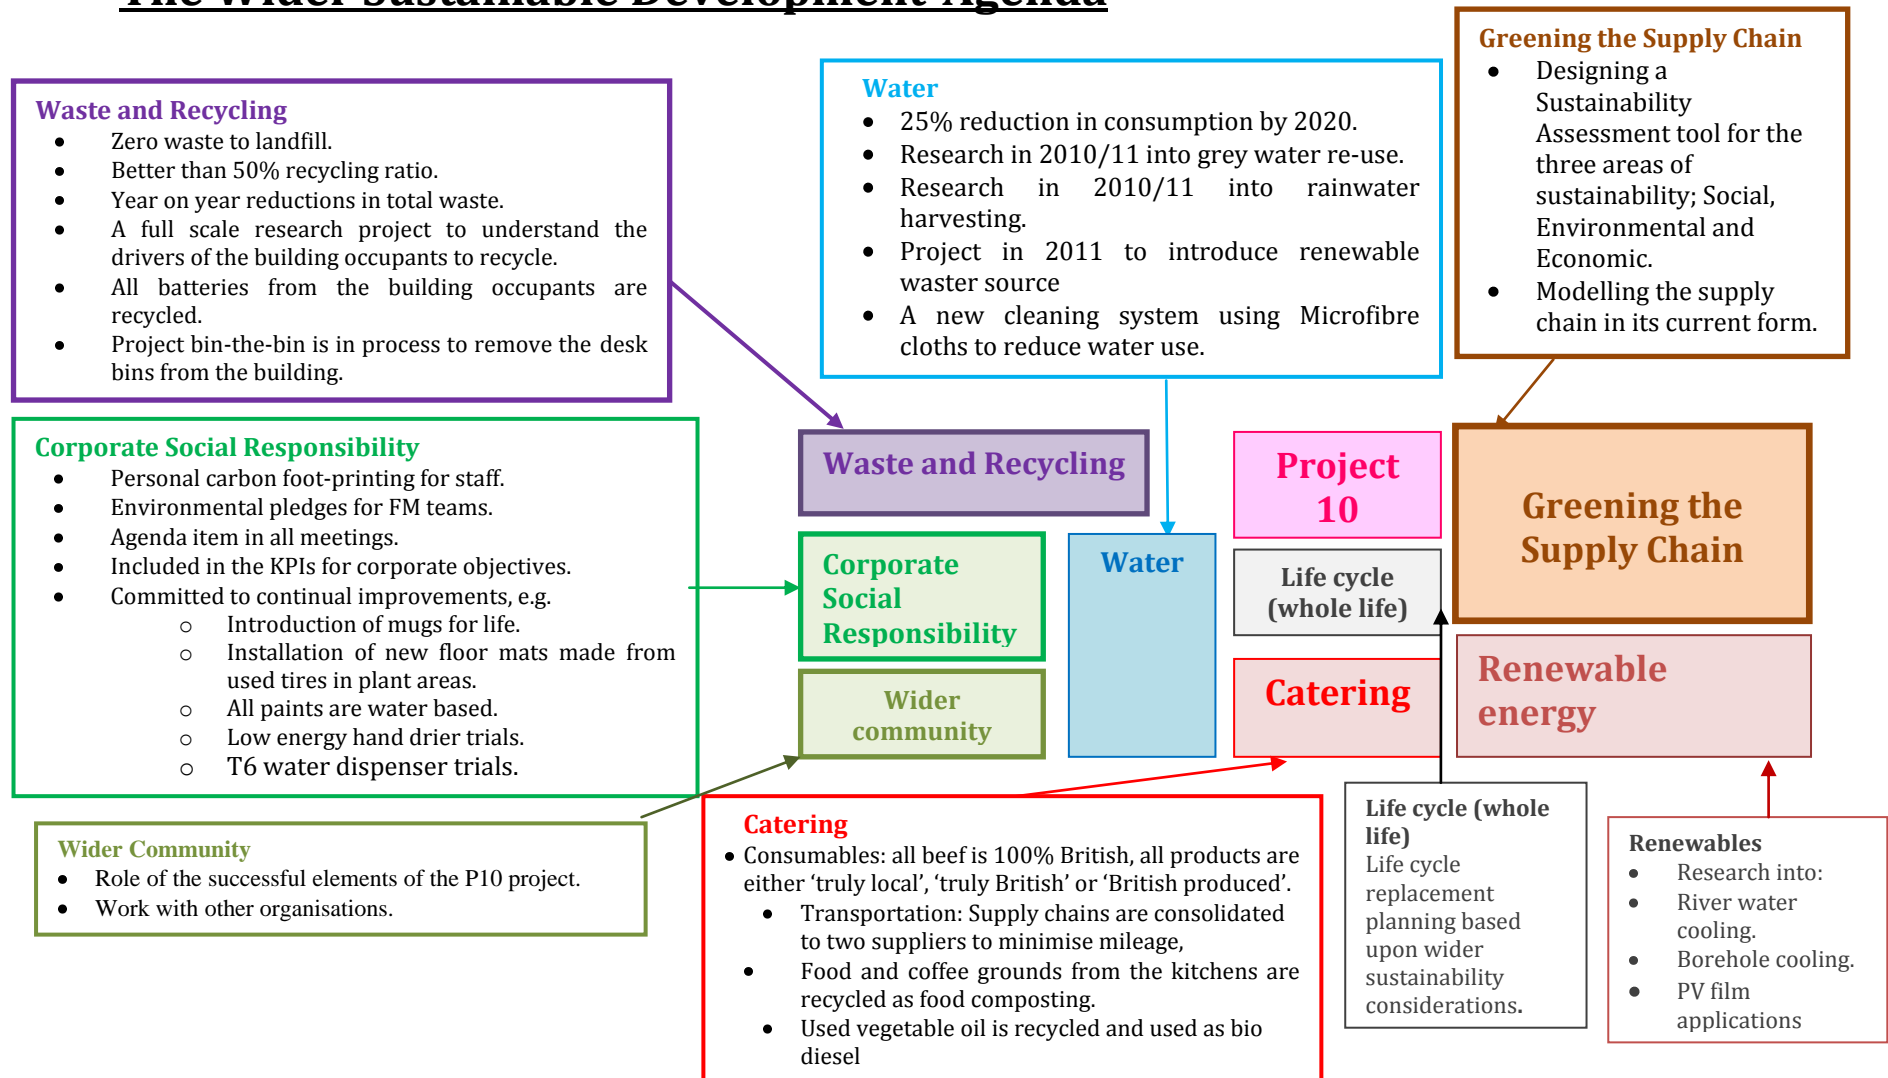 The Wider Sustainable Development Agenda
Waste and Recycling
• Zero waste to landfill.
• Better than 50% recycling ratio.
• Year on year reductions in total waste.
• A full scale research project to understand the
drivers of the building occupants to recycle.
• All batteries from the building occupants are
recycled.
• Project bin-the-bin is in process to remove the desk
bins from the building.
Water
• 25% reduction in consumption by 2020.
• Research in 2010/11 into grey water re-use.
• Research in 2010/11 into rainwater
harvesting.
• Project in 2011 to introduce renewable
waster source
• A new cleaning system using Microfibre
cloths to reduce water use.
Greening the Supply Chain
• Designing a
Sustainability
Assessment tool for the
three areas of
sustainability; Social,
Environmental and
Economic.
• Modelling the supply
chain in its current form.
Corporate Social Responsibility
• Personal carbon foot-printing for staff.
• Environmental pledges for FM teams.
• Agenda item in all meetings.
• Included in the KPIs for corporate objectives.
• Committed to continual improvements, e.g.
o Introduction of mugs for life.
o Installation of new floor mats made from
used tires in plant areas.
o All paints are water based.
o Low energy hand drier trials.
o T6 water dispenser trials.
Waste and Recycling
Corporate
Social
Responsibility
Wider
community
Water
Project
10
Life cycle
(whole life)
Catering
Greening the
Supply Chain
Renewable
energy
Wider Community
• Role of the successful elements of the P10 project.
• Work with other organisations.
Catering
• Consumables: all beef is 100% British, all products are
either ‘truly local’, ‘truly British’ or ‘British produced’.
• Transportation: Supply chains are consolidated
to two suppliers to minimise mileage,
• Food and coffee grounds from the kitchens are
recycled as food composting.
• Used vegetable oil is recycled and used as bio
diesel
Life cycle (whole
life)
Life cycle
replacement
planning based
upon wider
sustainability
considerations.
Renewables
• Research into:
• River water
cooling.
• Borehole cooling.
• PV film
applications